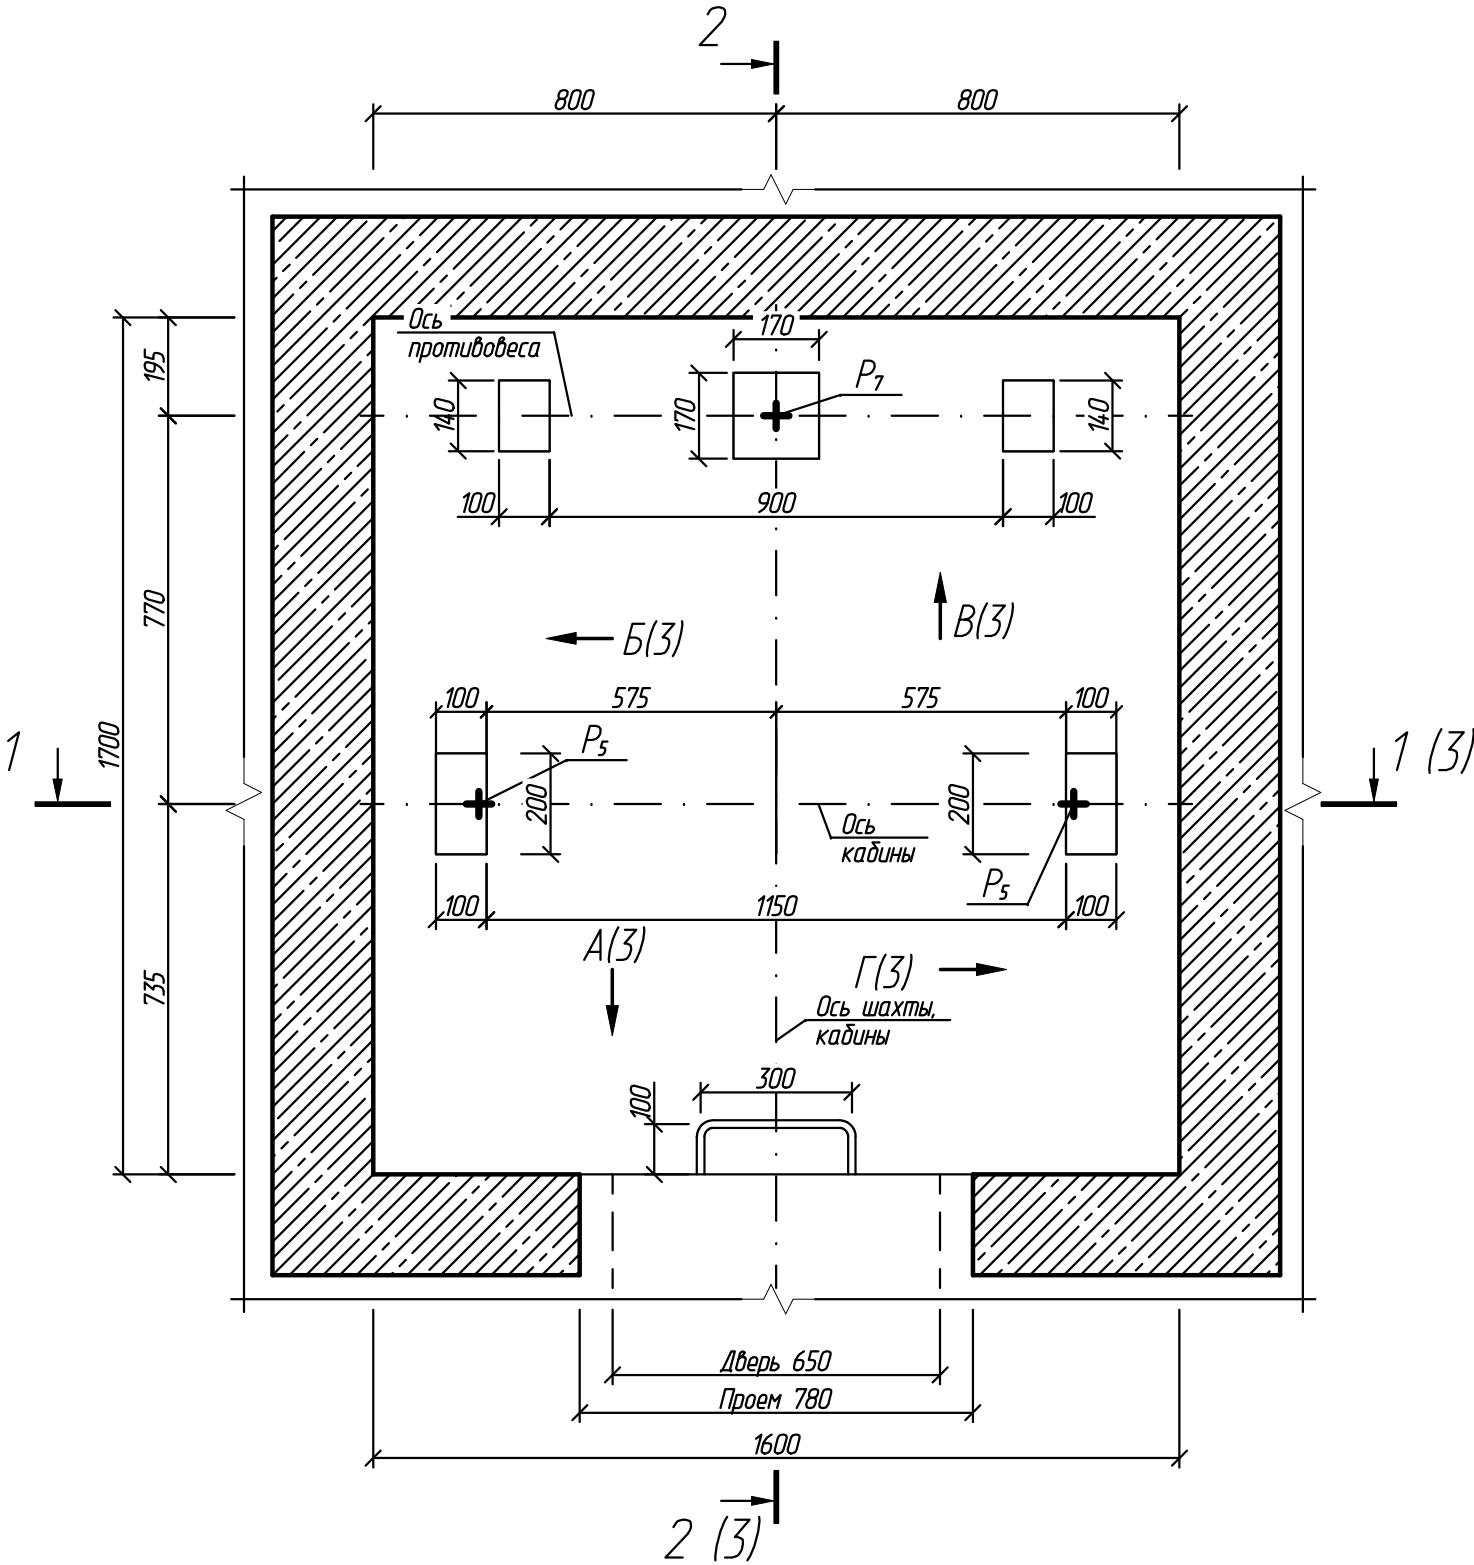 2
800
800
Ось
противовеса
170
P7
195
140
170
140
100
900
100
770
Б(3)
В(3)
100
575
575
100
1
1700
P5
200
200
1 (3)
Ось
кабины
P5
100
1150
100
А(3)
Г(3)
735
Ось шахты,
кабины
300
100
Дверь 650
Проем 780
1600
2 (3)